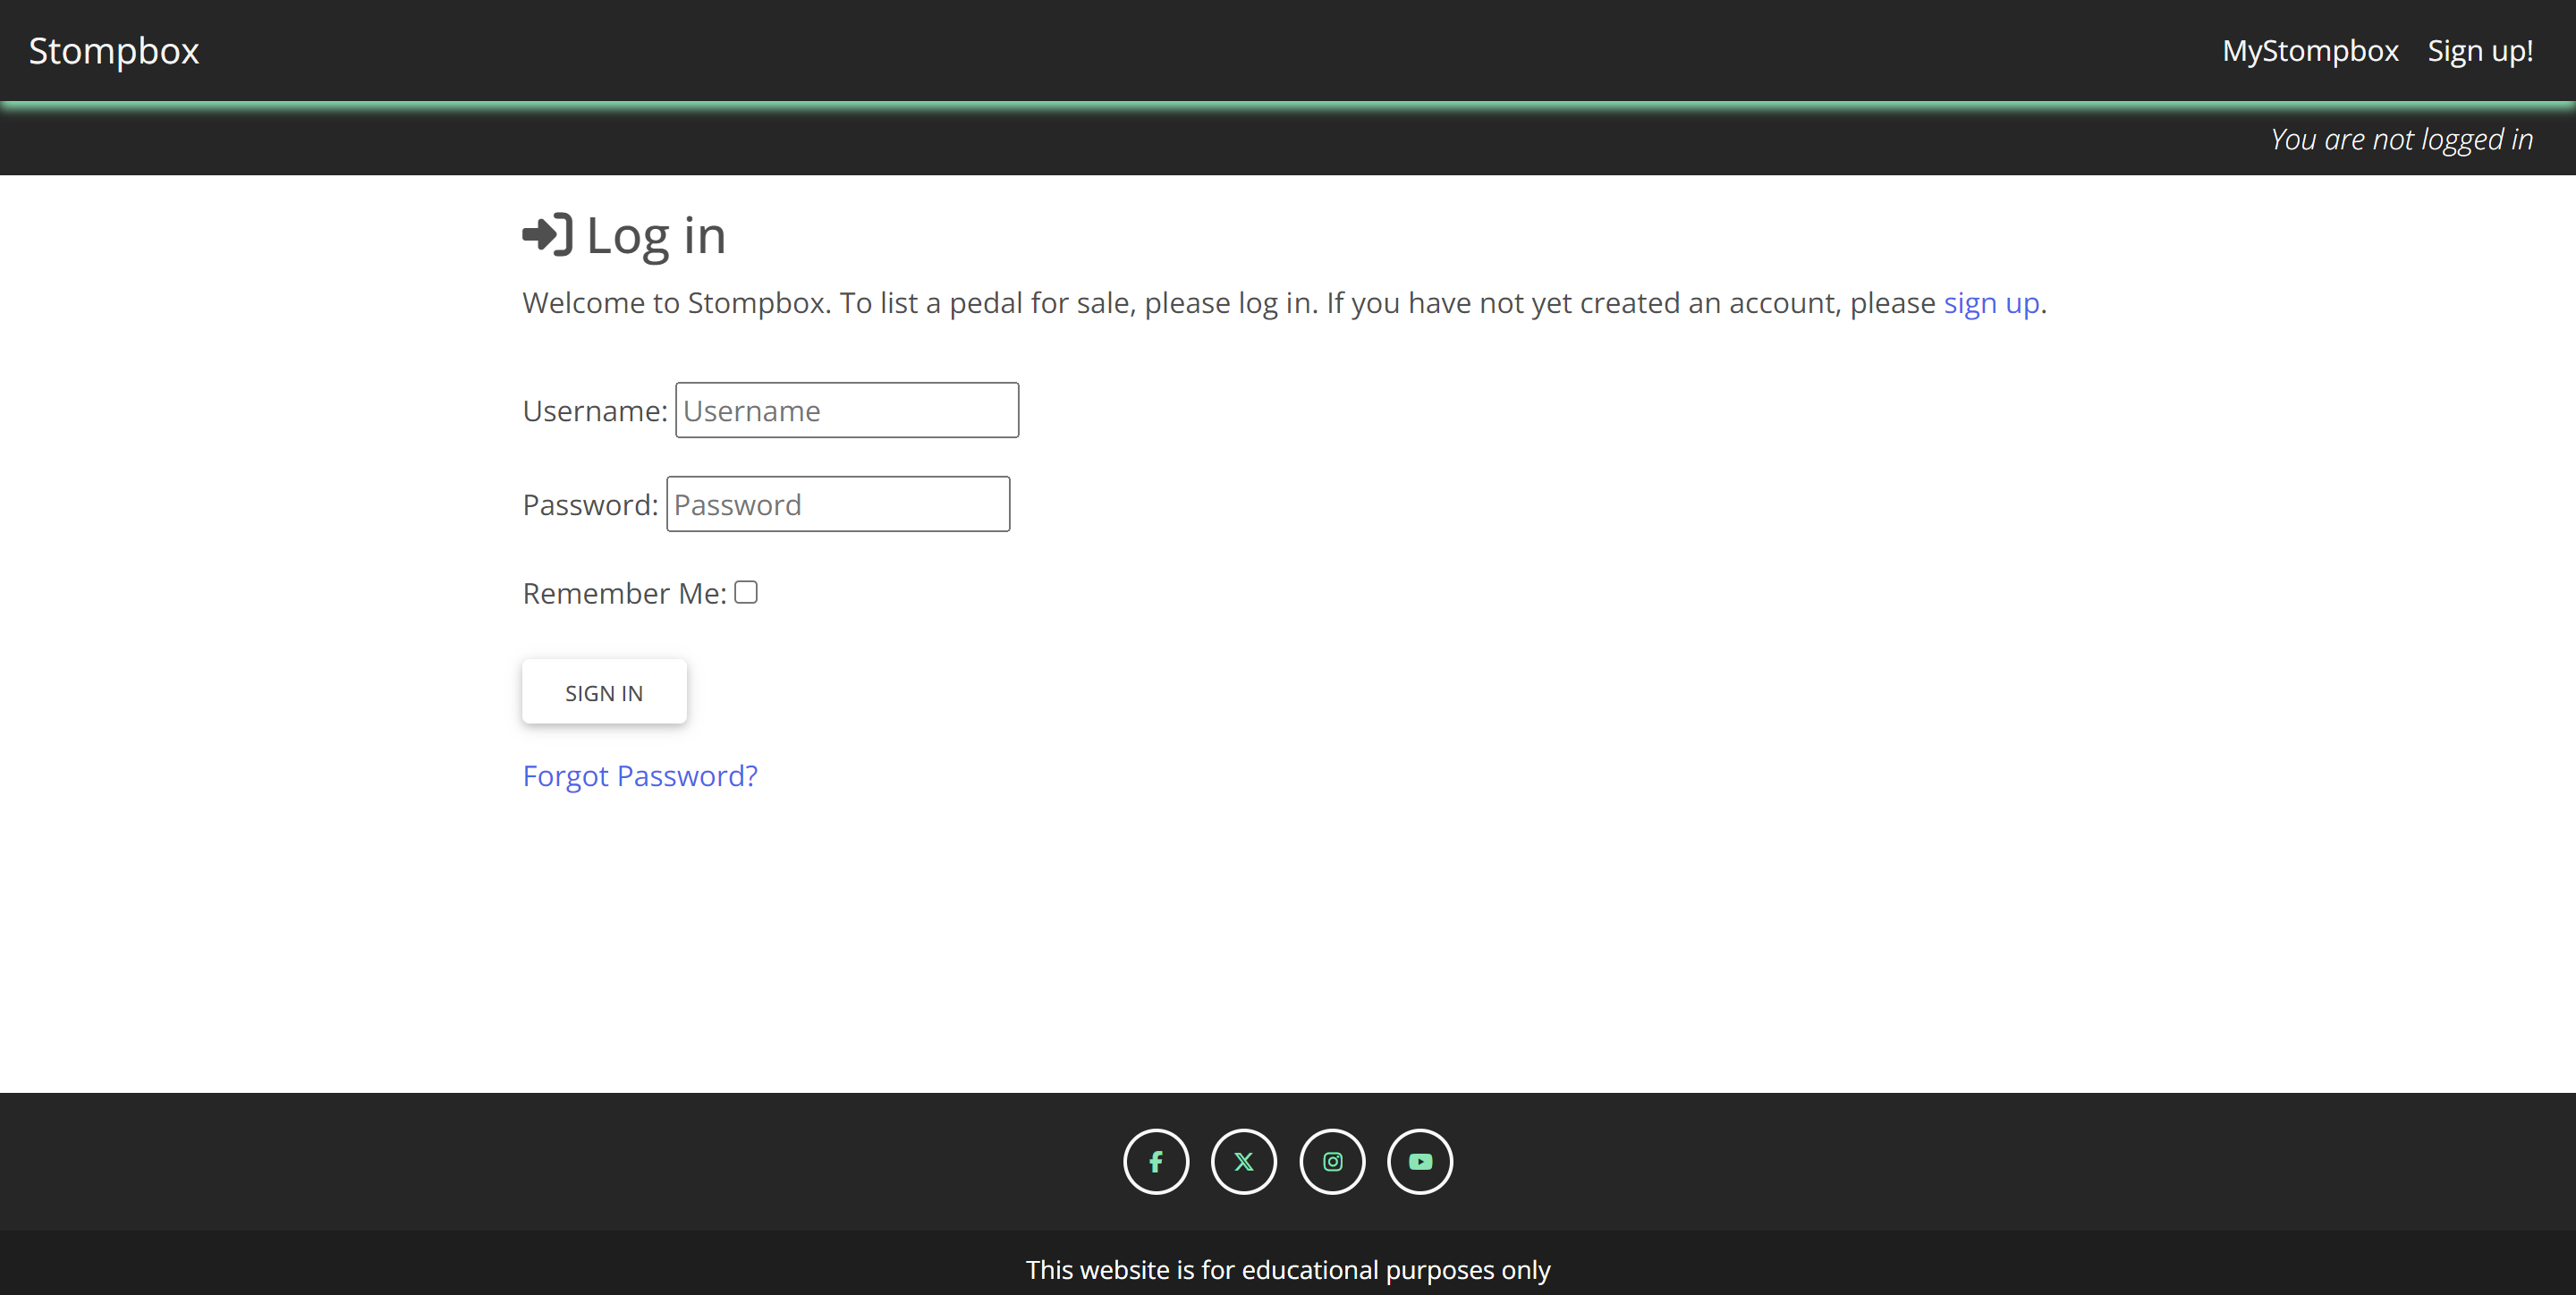 Stompbox
MyStompbox Sign up!
You are not logged in
Log in
Welcome to Stompbox. To list a pedal for sale, please log in. If you have not yet created an account, please sign up.
Username: Username
Password: Password
Remember Me:
SIGN IN
Forgot Password?
This website is for educational purposes only